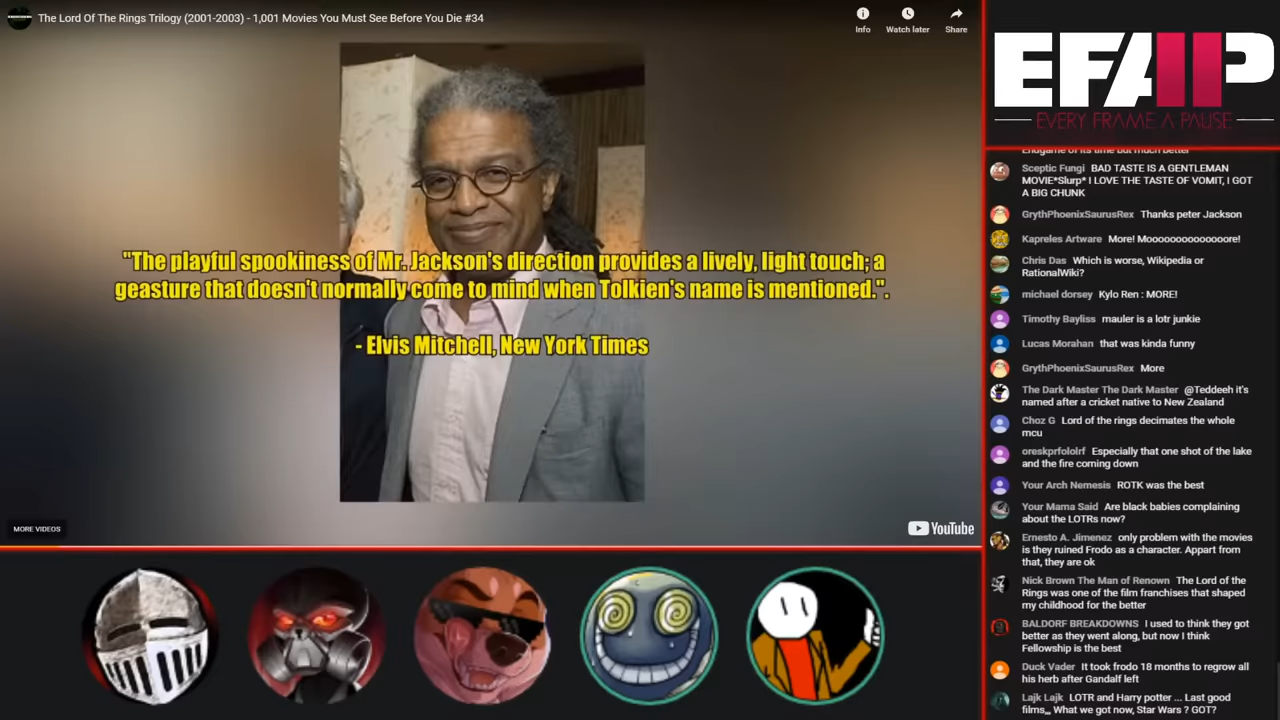 The Lord Of The Rings Trilogy (2001-2003) - 1,001 Movies You Must See Before You Die #34
Info
Watch later
Share
"The playful spookiness of Mr. Jackson's direction provides a lively, light touch; a
geasture that doesn't normally come to mind when Tolkien's name is mentioned.".
- Elvis Mitchell, New York Times
MORE VIDEOS
YouTube
EFAP
EVERY FRAME A PAUSE
Endgame of its time but much better
Sceptic Fungi BAD TASTE IS A GENTLEMAN
MOVIE*Slurp* I LOVE THE TASTE OF VOMIT, I GOT
A BIG CHUNK
GrythPhoenixSaurusRex Thanks peter Jackson
Kapreles Artware More! Mooooooooooooore!
Chris Das Which is worse, Wikipedia or
RationalWiki?
michael dorsey Kylo Ren : MORE!
Timothy Bayliss mauler is a lotr junkie
Lucas Morahan that was kinda funny
GrythPhoenixSaurusRex More
The Dark Master The Dark Master @Teddeeh it's
named after a cricket native to New Zealand
Choz G Lord of the rings decimates the whole
mcu
oreskprfololrf Especially that one shot of the lake
and the fire coming down
Your Arch Nemesis ROTK was the best
Your Mama Said Are black babies complaining
about the LOTRs now?
Ernesto A. Jimenez only problem with the movies
is they ruined Frodo as a character. Appart from
that, they are ok
Nick Brown The Man of Renown The Lord of the
Rings was one of the film franchises that shaped
my childhood for the better
BALDORF BREAKDOWNS I used to think they got
better as they went along, but now I think
Fellowship is the best
Duck Vader It took frodo 18 months to regrow all
his herb after Gandalf left
Lajk Lajk LOTR and Harry potter ... Last good
films,,, What we got now, Star Wars ? GOT?